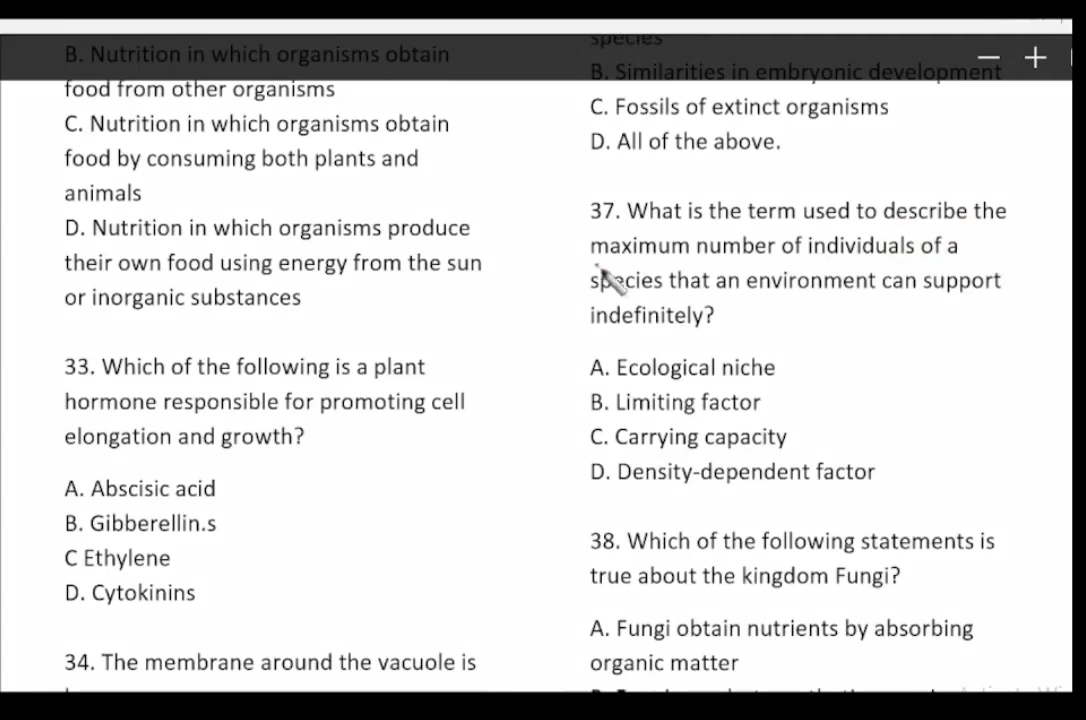 B. Nutrition in which organisms obtain
food from other organisms
C. Nutrition in which organisms obtain
food by consuming both plants and
animals
D. Nutrition in which organisms produce
their own food using energy from the sun
or inorganic substances
33. Which of the following is a plant
hormone responsible for promoting cell
elongation and growth?
A. Abscisic acid
B. Gibberellin.s
C Ethylene
D. Cytokinins
34. The membrane around the vacuole is
species
B. Similarities in embryonic development
C. Fossils of extinct organisms
D. All of the above.
37. What is the term used to describe the
maximum number of individuals of a
species that an environment can support
indefinitely?
A. Ecological niche
B. Limiting factor
C. Carrying capacity
D. Density-dependent factor
38. Which of the following statements is
true about the kingdom Fungi?
A. Fungi obtain nutrients by absorbing
organic matter